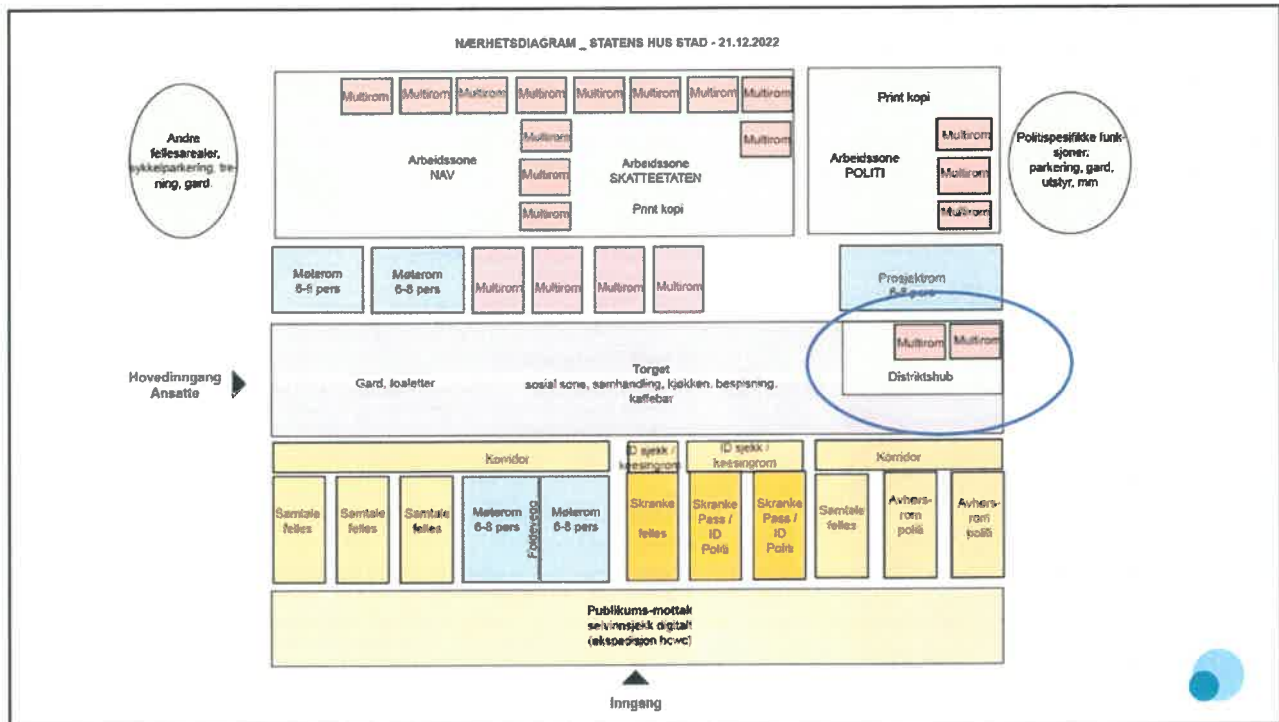 NÆRHETSDIAGRAM _ STATENS HUS STAD - 21.12.2022
Andre
fellesarealer,
sykkelparkering, tre-
ning, gard.
Multirom
Multirom
Multirom
Multirom
Multirom
Multirom
Multirom
Multirom
Multirom
Multirom
Multirom
Multirom
Arbeidssone
NAV
Arbeidssone
SKATTEETATEN
Print kopi
Print kopi
Arbeidssone
POLITI
Multirom
Multirom
Multirom
Politispesifikke funk-
sjoner;
parkering, gard,
utstyr, mm
Møterom
6-8 pers
Møterom
6-8 pers
Multirom
Multirom
Multirom
Multirom
Prosjektrom
6-8 pers
Hovedinngang
Ansatte
Gard, toaletter
Torget
sosial sone, samhandling, kjøkken, bespisning,
kaffebar
Multirom
Multirom
Distriktshub
Korridor
ID sjekk /
keesingrom
ID sjekk /
keesingrom
Korridor
Samtale
felles
Samtale
felles
Samtale
felles
Møterom
6-8 pers
Foldevegg
Møterom
6-8 pers
Skranke
felles
Skranke
Pass /
ID
Politi
Skranke
Pass /
ID
Politi
Samtale
felles
Avhørs-
rom
politi
Avhørs-
rom
politi
Publikums-mottak
selvinnsjekk digitalt
(ekspedisjon hcwc)
Inngang